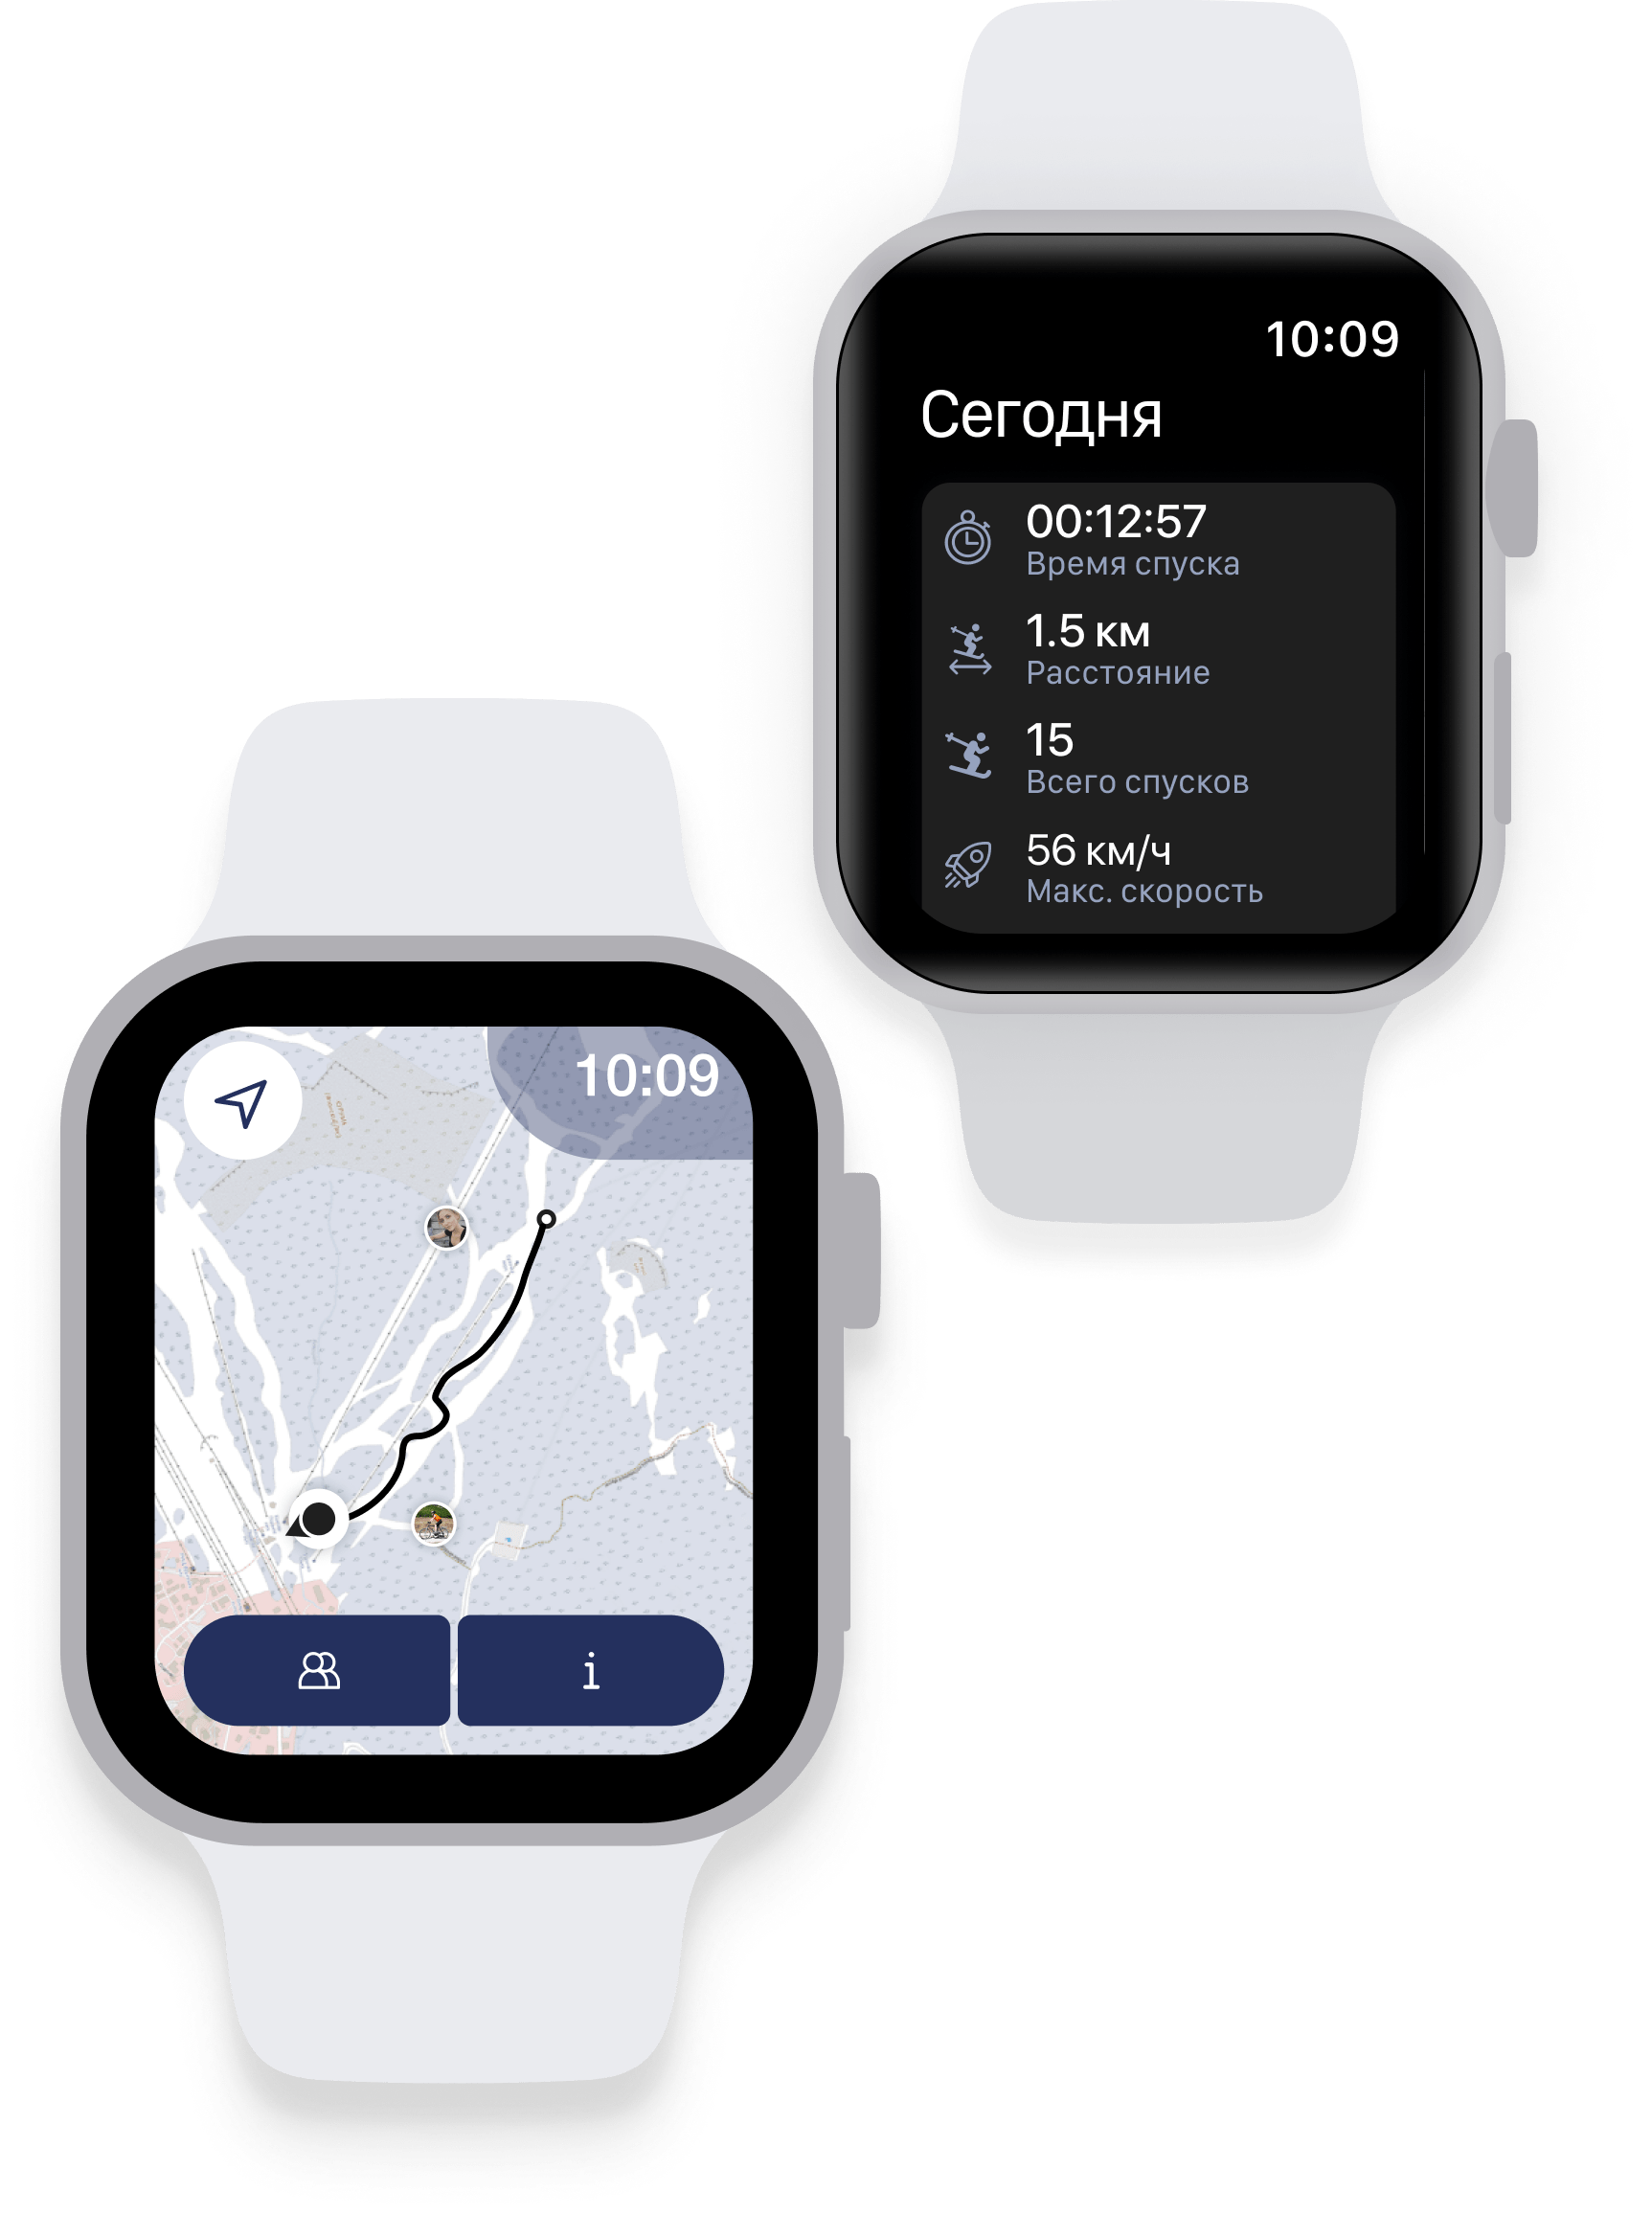 10:09
Сегодня
00:12:57
Время спуска
1.5 км
Расстояние
15
Всего спусков
56 км/ч
Макс. скорость
10:09
i